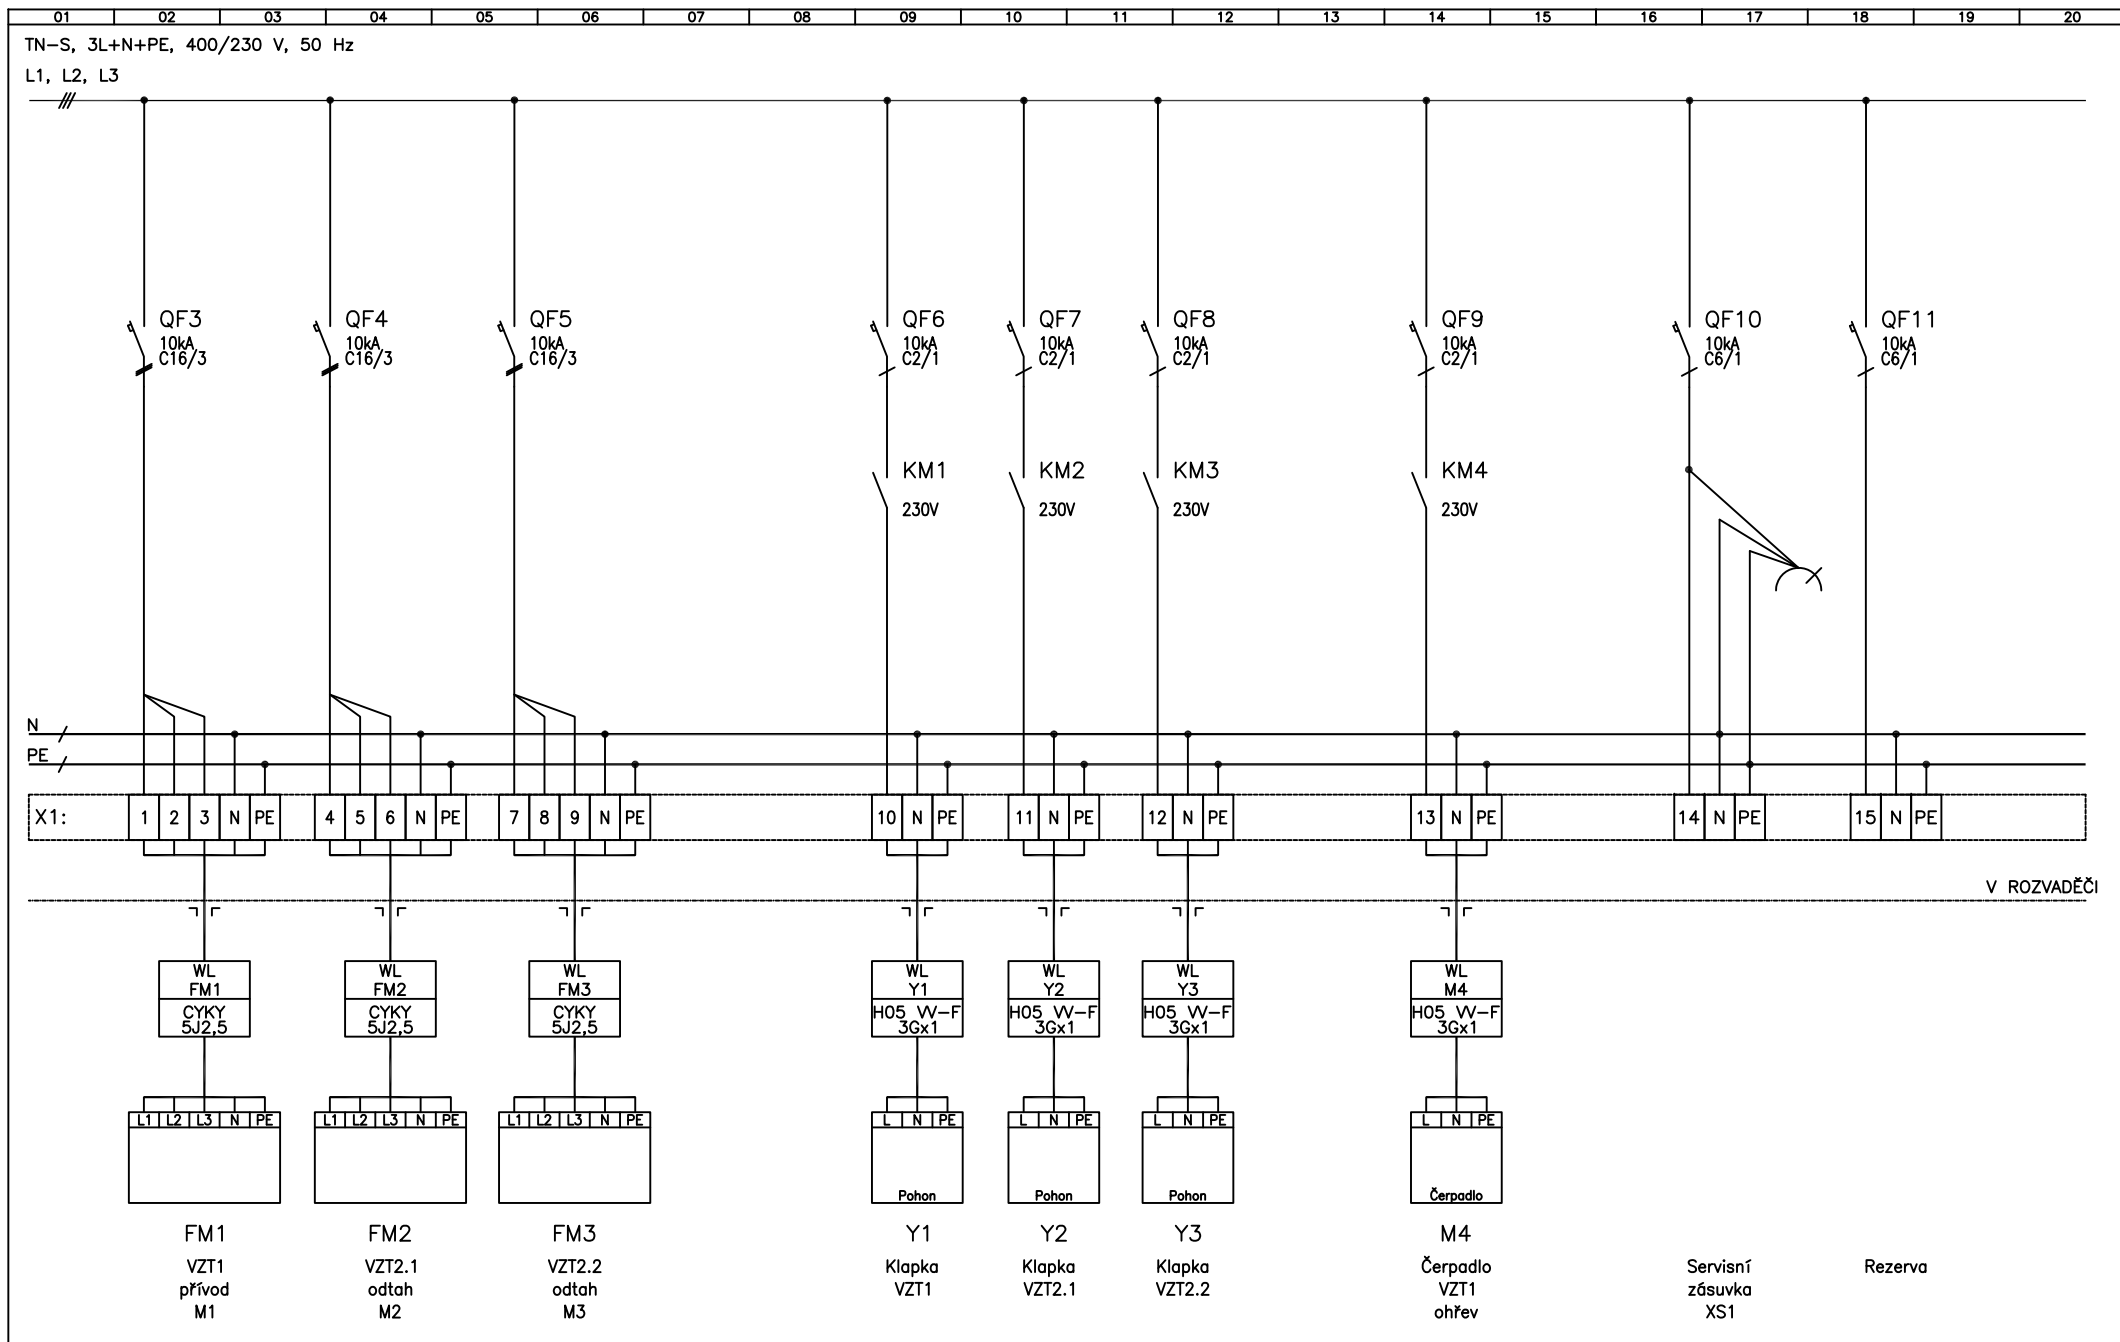 01 02 03 04 05 06 07 08 09 10 11 12 13 14 15 16 17 18 19 20
TN-S, 3L+N+PE, 400/230 V, 50 Hz
L1, L2, L3
QF3 QF4 QF5 QF6 QF7 QF8 QF9 QF10 QF11
10kA 10kA 10kA 10kA 10kA 10kA 10kA 10kA 10kA
C16/3 C16/3 C16/3 C2/1 C2/1 C2/1 C2/1 C6/1 C6/1
KM1 KM2 KM3 KM4
230V 230V 230V 230V
N
PE
X1: 1 2 3 N PE 4 5 6 N PE 7 8 9 N PE 10 N PE 11 N PE 12 N PE 13 N PE 14 N PE 15 N PE
V ROZVADĚČI
WL WL WL WL WL WL WL
FM1 FM2 FM3 Y1 Y2 Y3 M4
CYKY CYKY CYKY H05 VV-F H05 VV-F H05 VV-F H05 VV-F
5J2,5 5J2,5 5J2,5 3Gx1 3Gx1 3Gx1 3Gx1
L1 L2 L3 N PE L1 L2 L3 N PE L1 L2 L3 N PE L N PE L N PE L N PE L N PE
Pohon Pohon Pohon Čerpadlo
FM1 FM2 FM3 Y1 Y2 Y3 M4
VZT1 VZT2.1 VZT2.2 Klapka Klapka Klapka Čerpadlo Servisní Rezerva
přívod odtah odtah VZT1 VZT2.1 VZT2.2 VZT1 zásuvka
M1 M2 M3 ohřev XS1